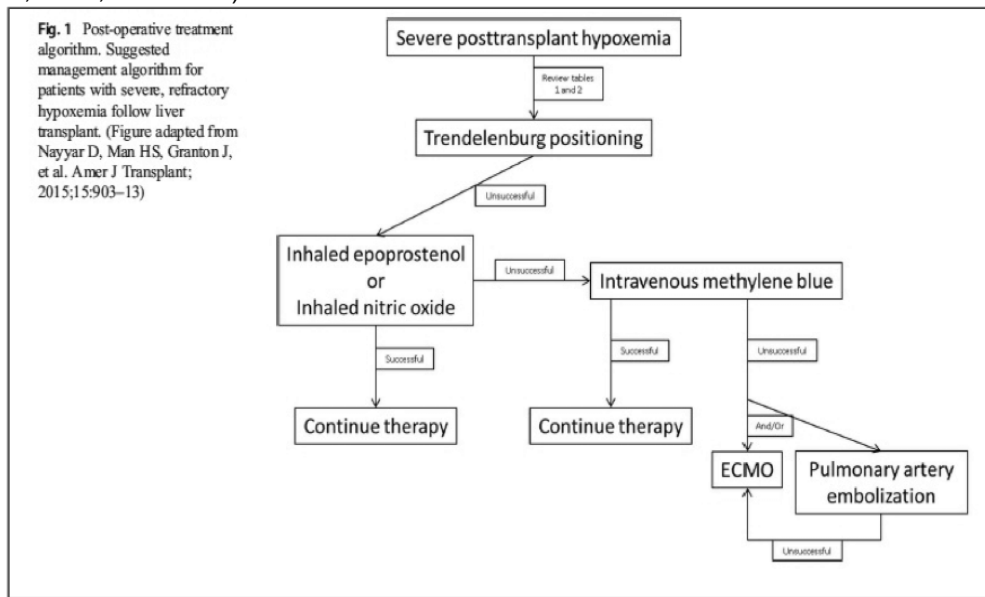 Fig. 1 Post-operative treatment
algorithm. Suggested
management algorithm for
patients with severe, refractory
hypoxemia follow liver
transplant. (Figure adapted from
Nayyar D, Man HS, Granton J,
et al. Amer J Transplant;
2015;15:903–13)
Severe posttransplant hypoxemia
Review tables
1 and 2
Trendelenburg positioning
Unsuccessful
Inhaled epoprostenol
or
Inhaled nitric oxide
Unsuccessful
Intravenous methylene blue
Successful
Successful
Unsuccessful
Continue therapy
Continue therapy
And/Or
ECMO
Pulmonary artery
embolization
Unsuccessful